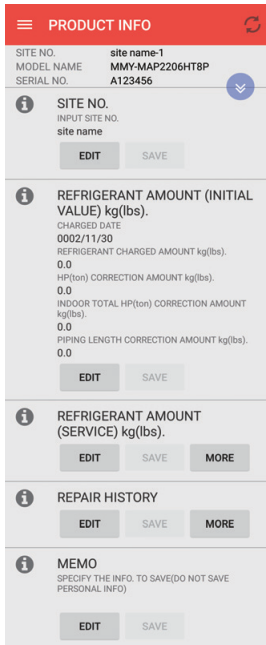 PRODUCT INFO
SITE NO. site name-1
MODEL NAME MMY-MAP2206HT8P
SERIAL NO. A123456
SITE NO.
INPUT SITE NO.
site name
EDIT SAVE
REFRIGERANT AMOUNT (INITIAL
VALUE) kg(lbs).
CHARGED DATE
0002/11/30
REFRIGERANT CHARGED AMOUNT kg(lbs).
0.0
HP(ton) CORRECTION AMOUNT kg(lbs).
0.0
INDOOR TOTAL HP(ton) CORRECTION AMOUNT
kg(lbs).
0.0
PIPING LENGTH CORRECTION AMOUNT kg(lbs).
0.0
EDIT SAVE
REFRIGERANT AMOUNT
(SERVICE) kg(lbs).
EDIT SAVE MORE
REPAIR HISTORY
EDIT SAVE MORE
MEMO
SPECIFY THE INFO. TO SAVE(DO NOT SAVE
PERSONAL INFO)
EDIT SAVE